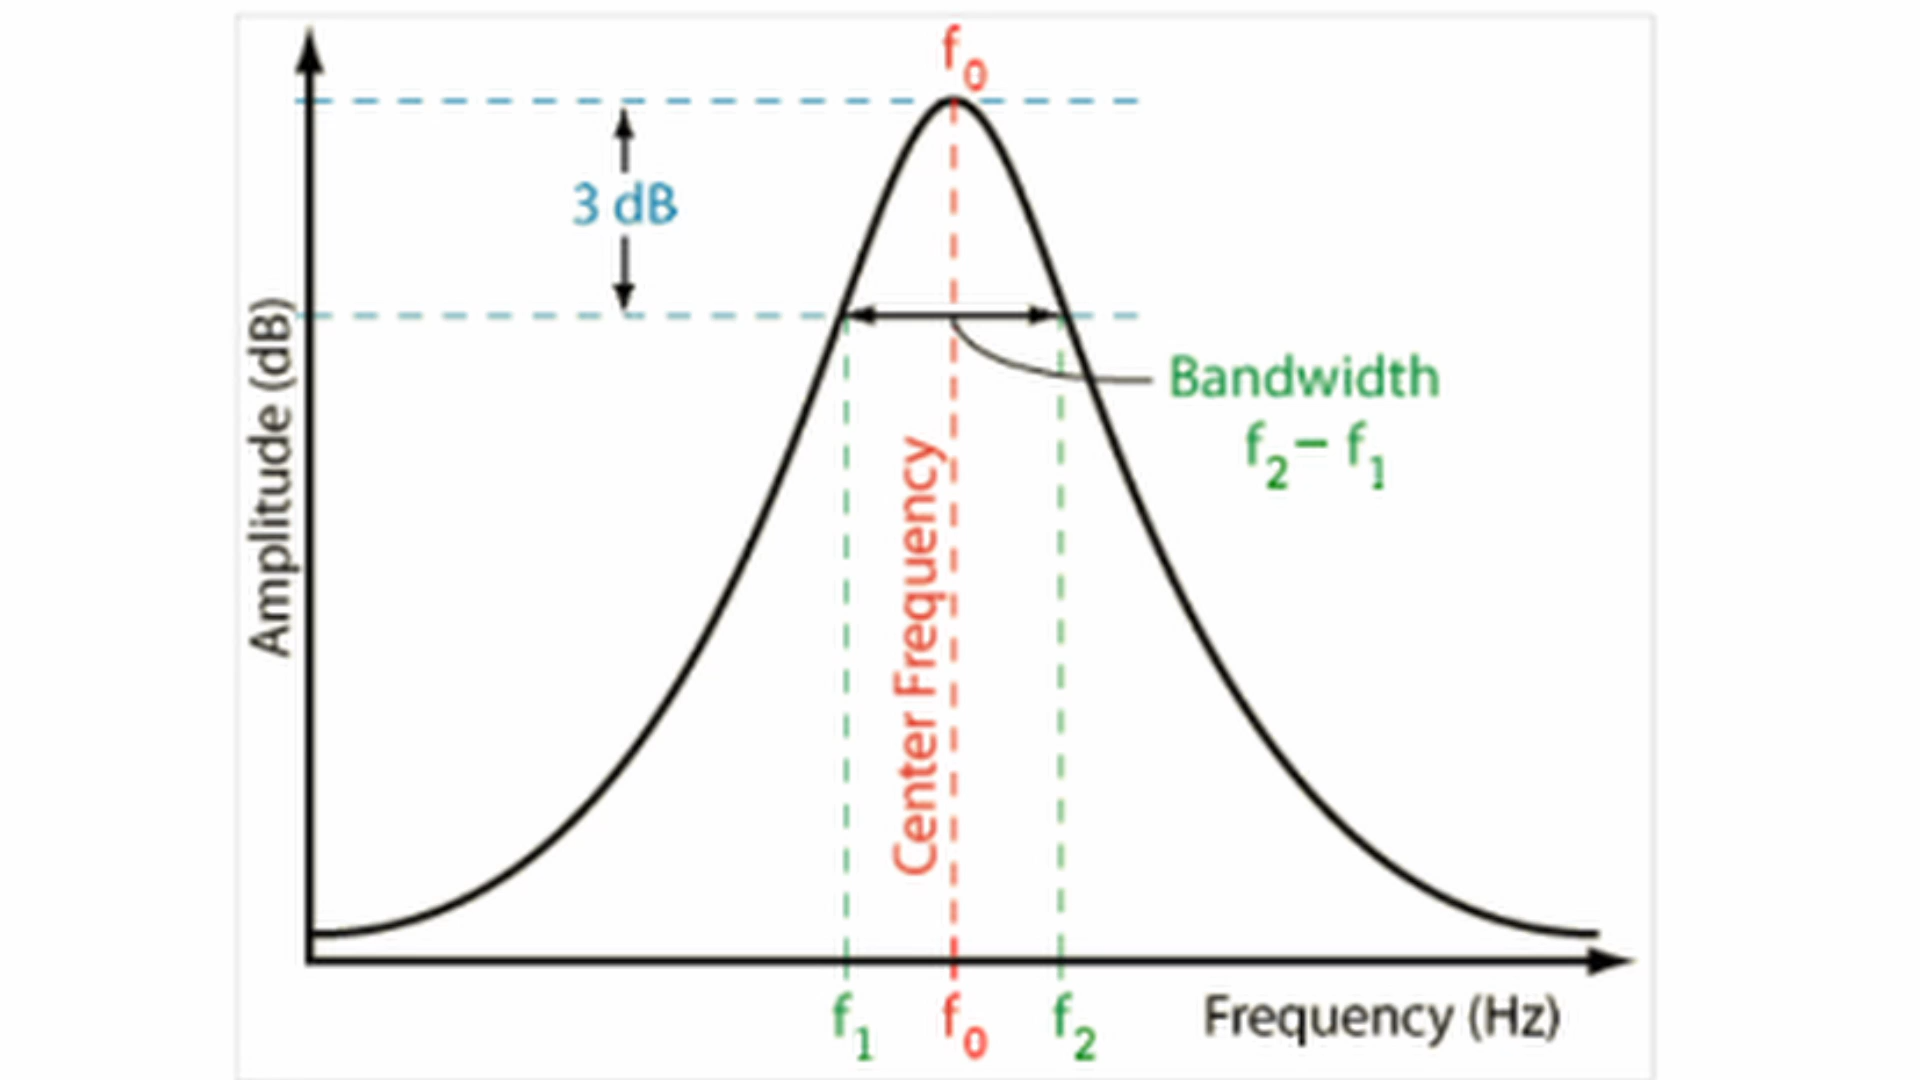 f0
3 dB
Amplitude (dB)
Bandwidth
f2 – f1
Center Frequency
f1
f0
f2
Frequency (Hz)